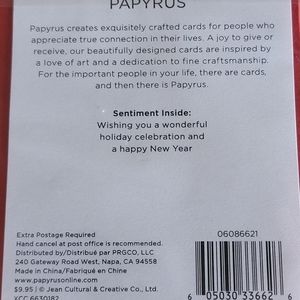 PAPYRUS
Papyrus creates exquisitely crafted cards for people who
appreciate true connection in their lives. A joy to give or
receive, our beautifully designed cards are inspired by
a love of art and a dedication to fine craftsmanship.
For the important people in your life, there are cards,
and then there is Papyrus.
Sentiment Inside:
Wishing you a wonderful
holiday celebration and
a happy New Year
Extra Postage Required
Hand cancel at post office is recommended.
Distributed by/Distribué par PRGCO, LLC
240 Gateway Road West, Napa, CA 94558
Made in China/Fabriqué en Chine
www.papyrusonline.com
$9.95 | © Jean Cultural & Creative Co., Ltd.
XCC 6630182
06086621
6 05030 33662 6